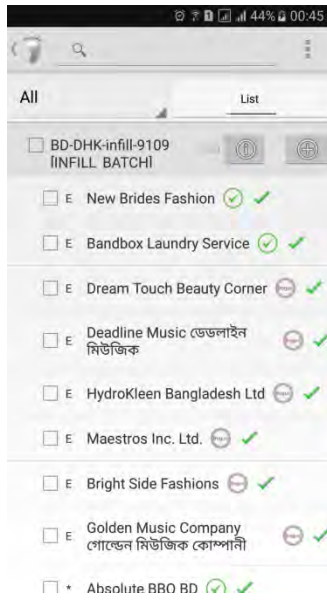 44% 00:45
All
List
BD-DHK-infill-9109
[INFILL BATCH]
E New Brides Fashion
E Bandbox Laundry Service
E Dream Touch Beauty Corner
E Deadline Music ডেডলাইন
মিউজিক
E HydroKleen Bangladesh Ltd
E Maestros Inc. Ltd.
E Bright Side Fashions
E Golden Music Company
গোল্ডেন মিউজিক কোম্পানী
* Absolute BBQ BD